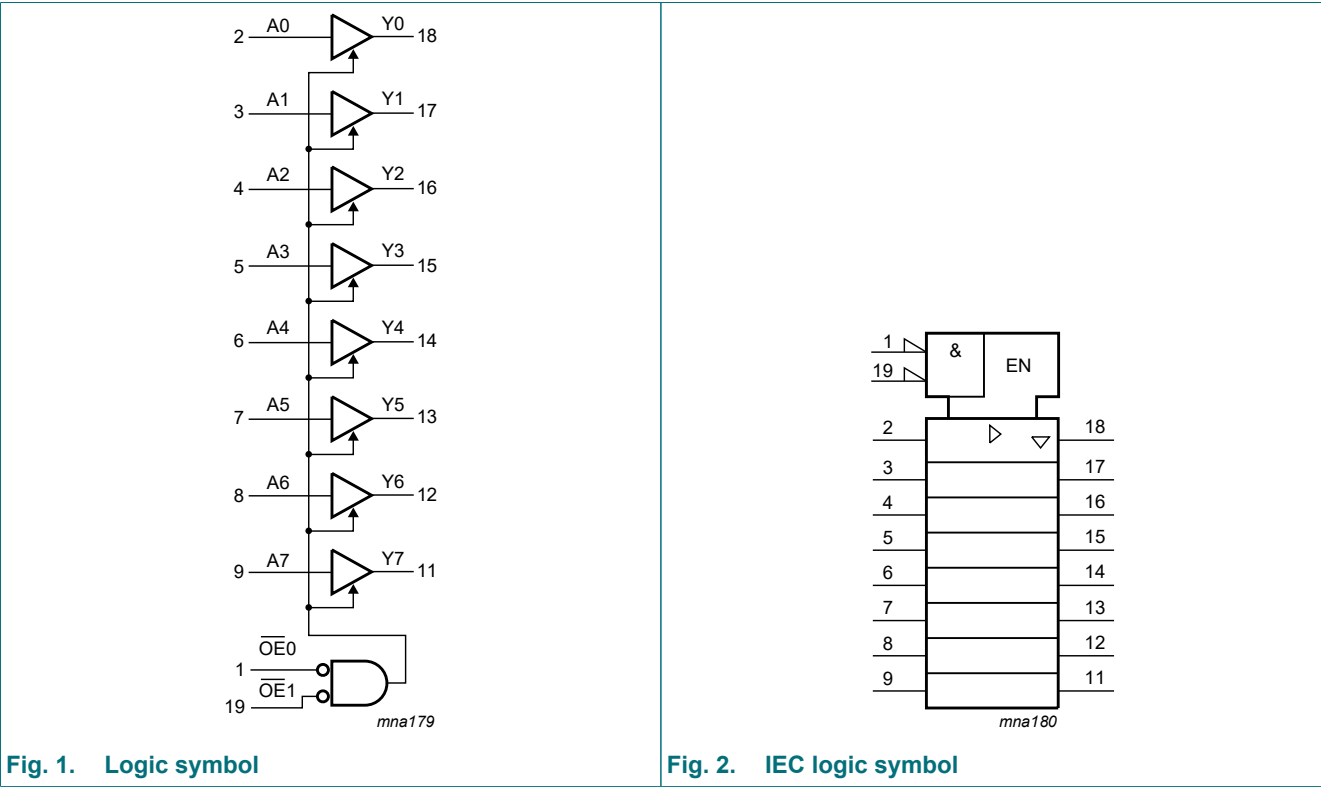 2 A0 Y0 18
3 A1 Y1 17
4 A2 Y2 16
5 A3 Y3 15
6 A4 Y4 14
7 A5 Y5 13
8 A6 Y6 12
9 A7 Y7 11
O̅E̅0
1
O̅E̅1
19
mna179
Fig. 1. Logic symbol
1 & EN
19
2 18
3 17
4 16
5 15
6 14
7 13
8 12
9 11
mna180
Fig. 2. IEC logic symbol